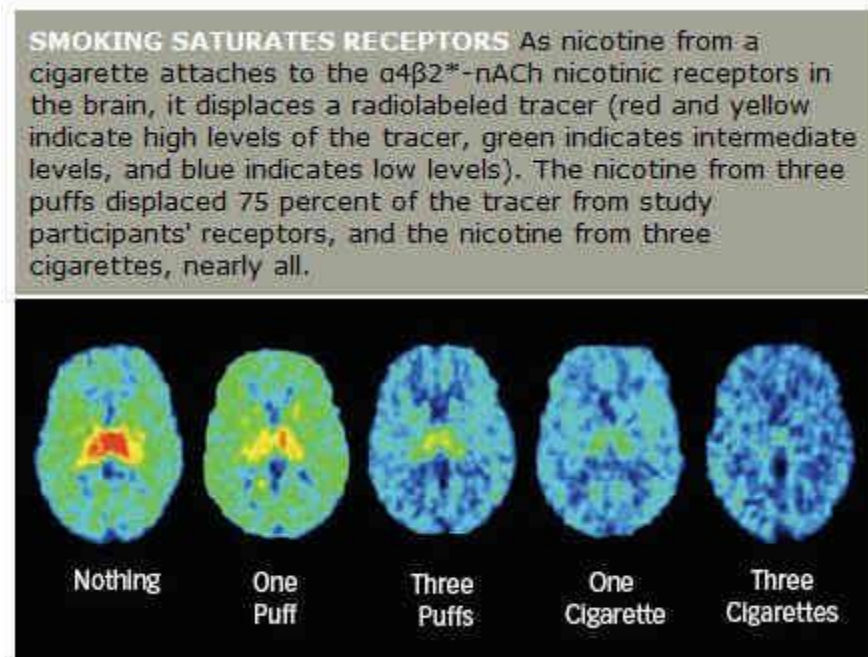 SMOKING SATURATES RECEPTORS As nicotine from a
cigarette attaches to the α4β2*-nACh nicotinic receptors in
the brain, it displaces a radiolabeled tracer (red and yellow
indicate high levels of the tracer, green indicates intermediate
levels, and blue indicates low levels). The nicotine from three
puffs displaced 75 percent of the tracer from study
participants' receptors, and the nicotine from three
cigarettes, nearly all.
Nothing
One
Puff
Three
Puffs
One
Cigarette
Three
Cigarettes